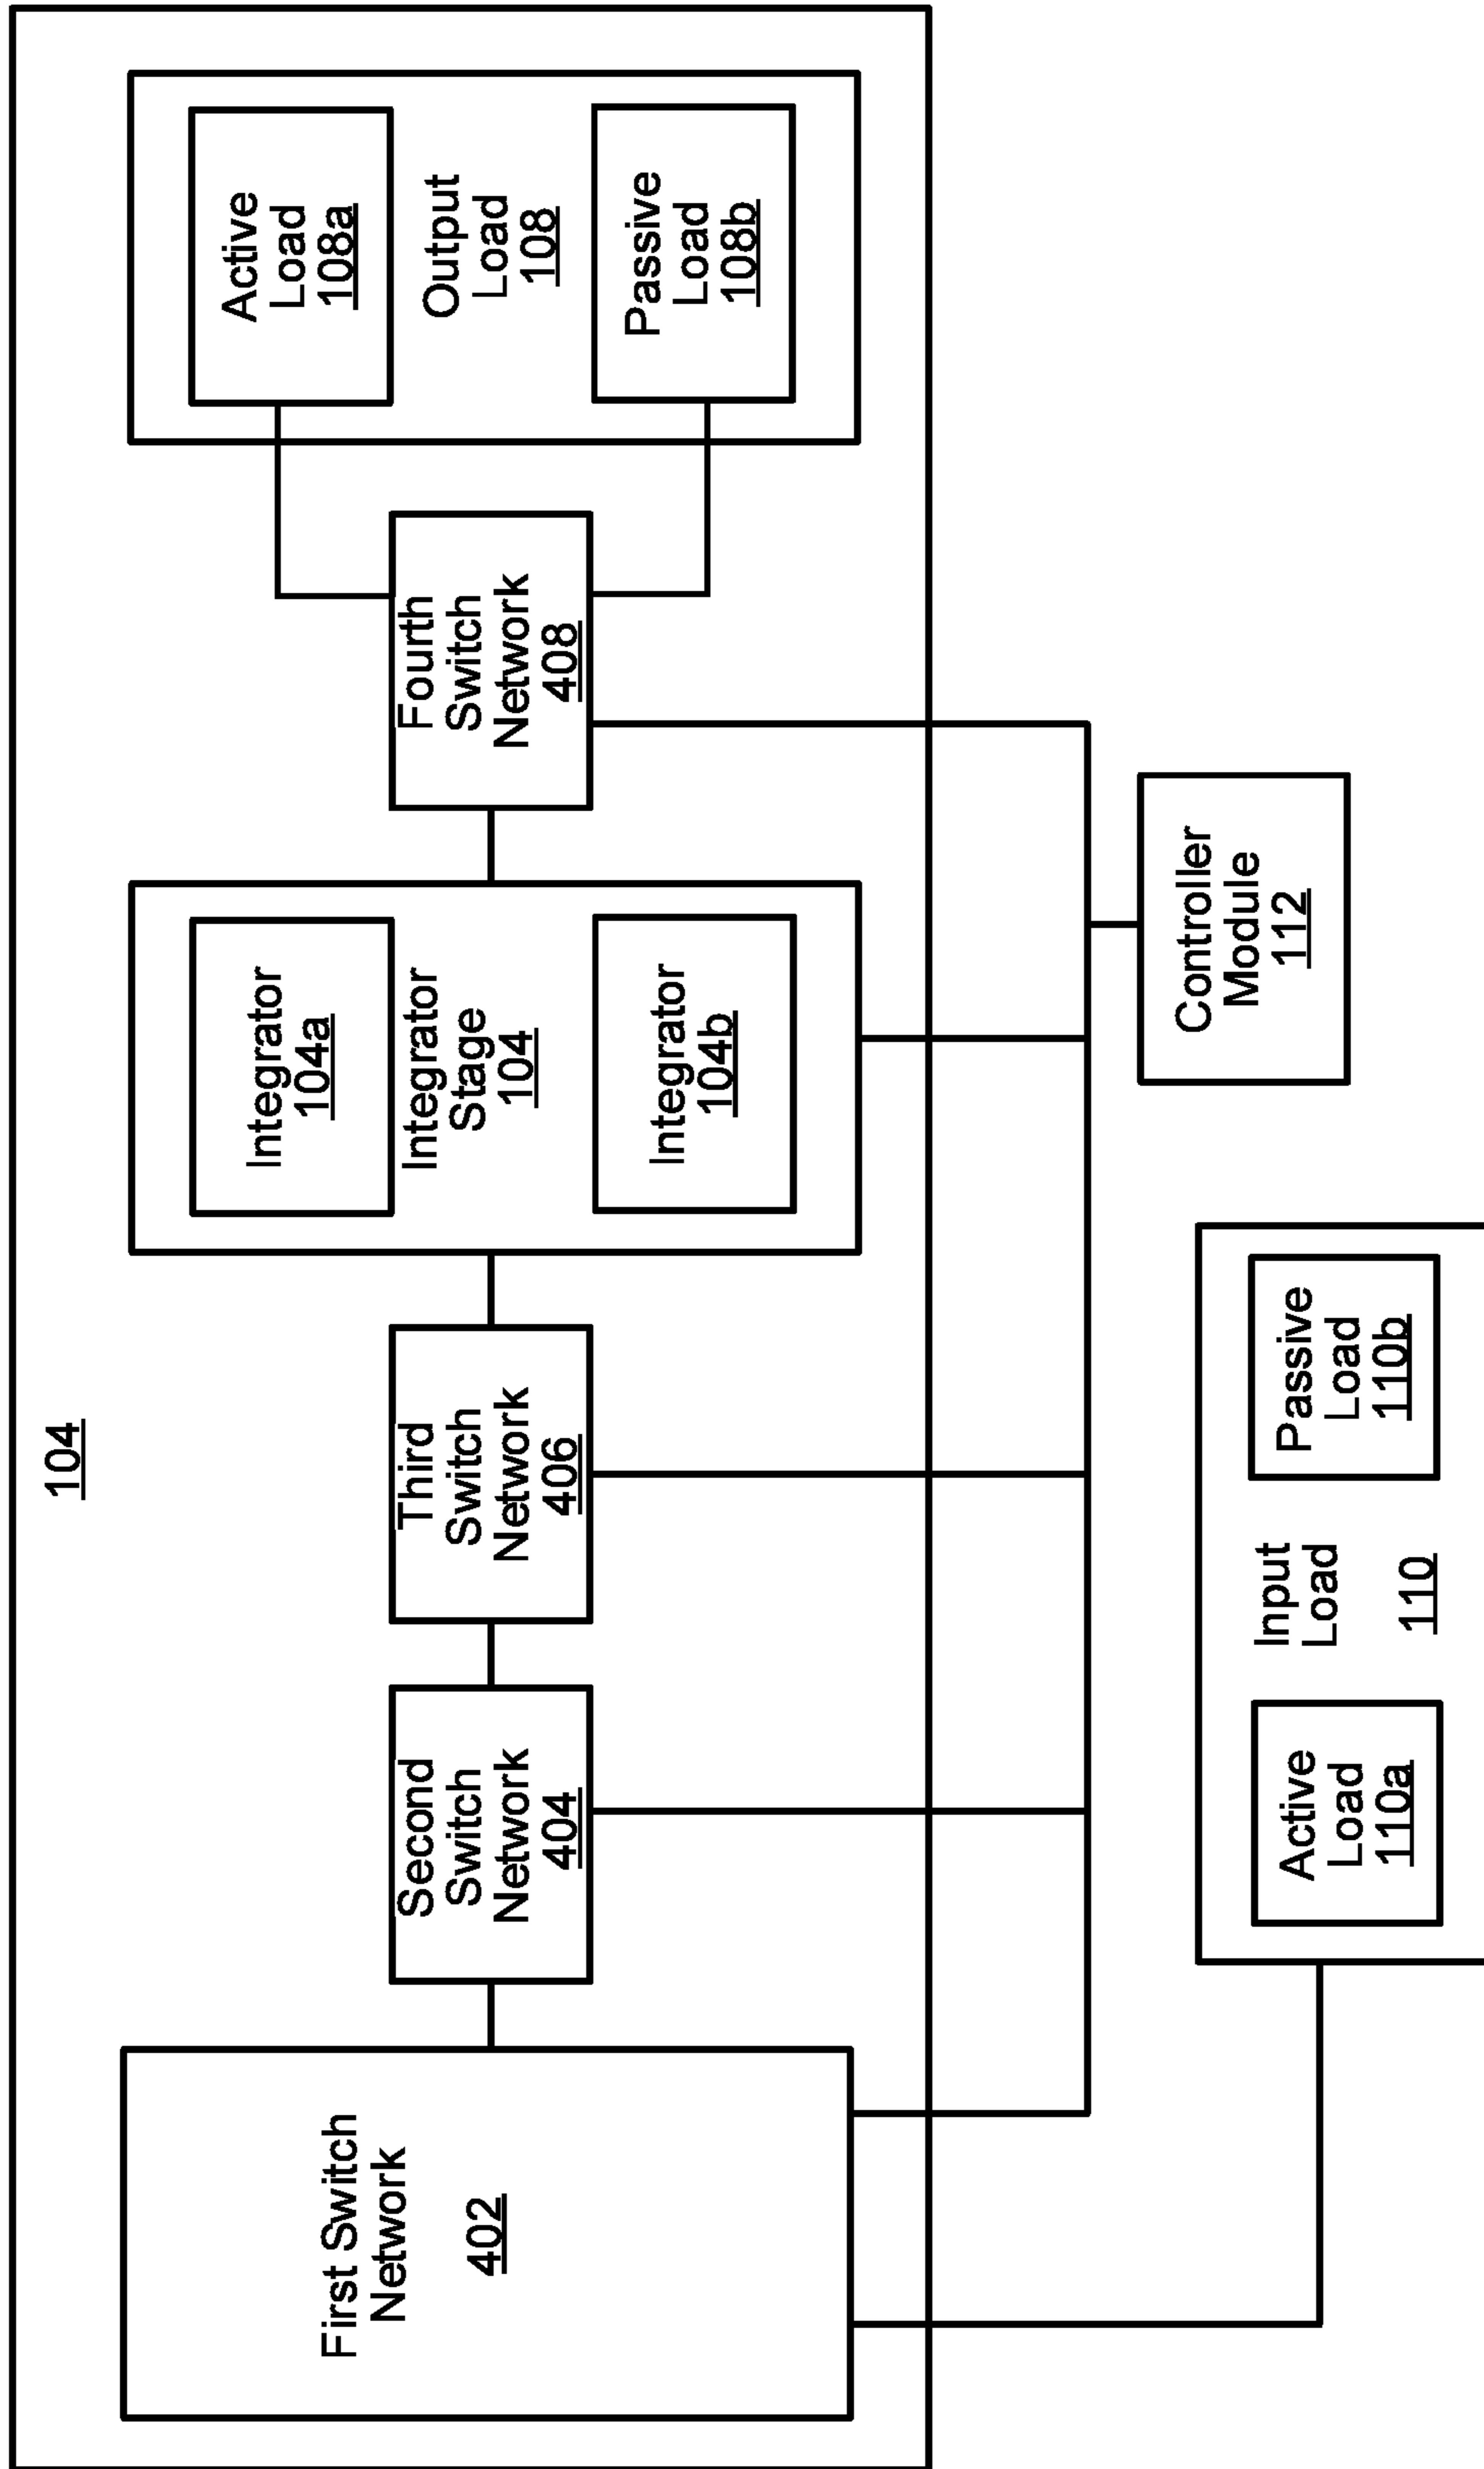 104
First Switch
Network
402
Second
Switch
Network
404
Third
Switch
Network
406
Integrator
104a
Integrator
Stage
104
Integrator
104b
Fourth
Switch
Network
408
Active
Load
108a
Output
Load
108
Passive
Load
108b
Active
Load
110a
Input
Load
110
Passive
Load
110b
Controller
Module
112